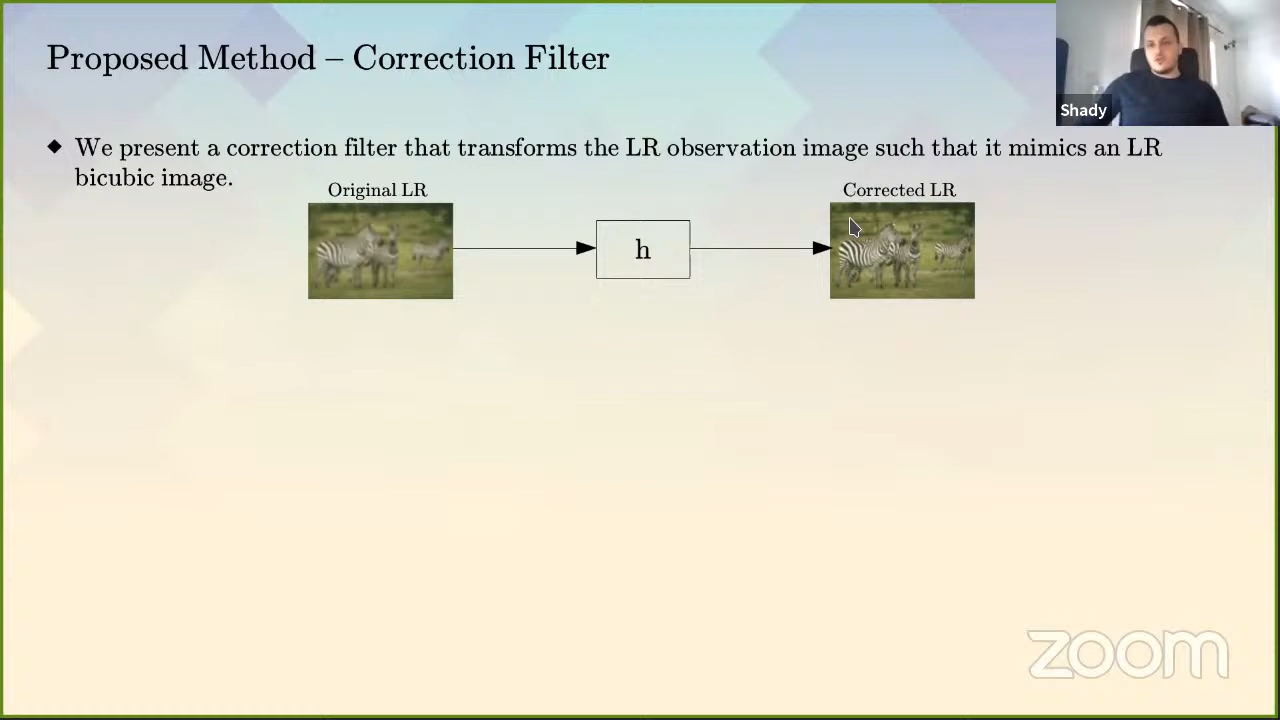 Proposed Method – Correction Filter
Shady
◆ We present a correction filter that transforms the LR observation image such that it mimics an LR
bicubic image.
Original LR
Corrected LR
h
zoom